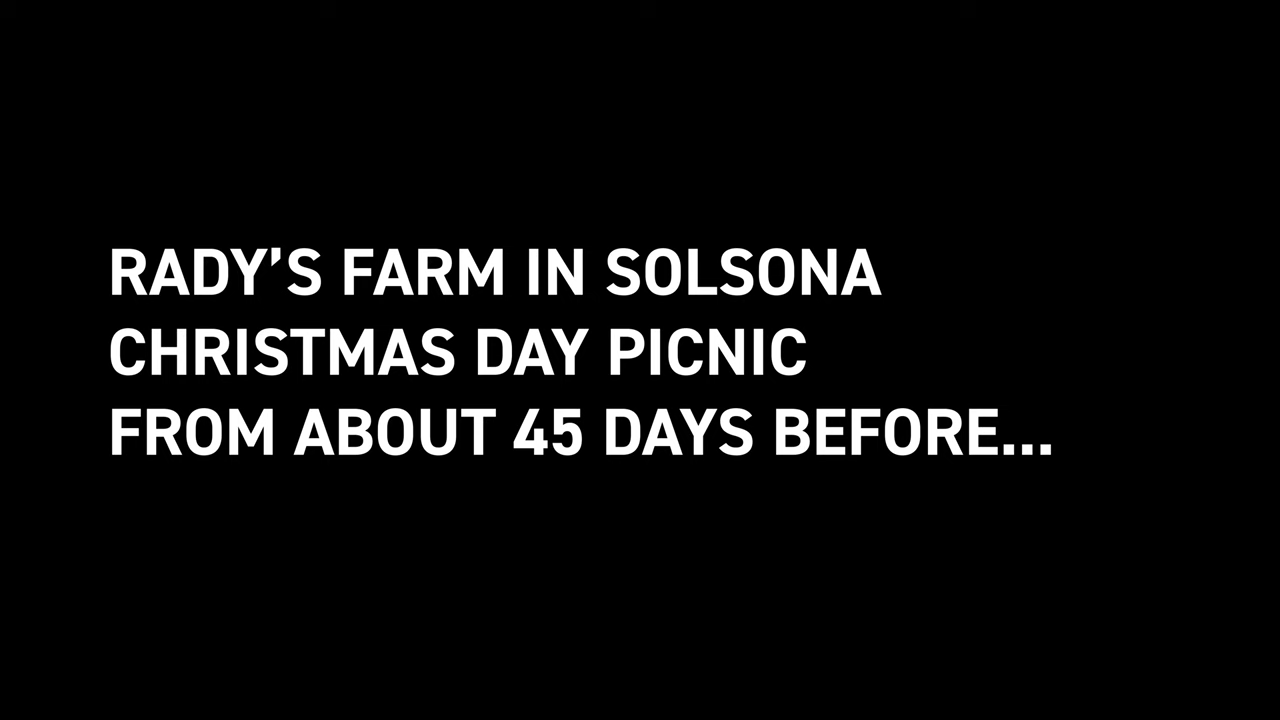 RADY’S FARM IN SOLSONA
CHRISTMAS DAY PICNIC
FROM ABOUT 45 DAYS BEFORE...